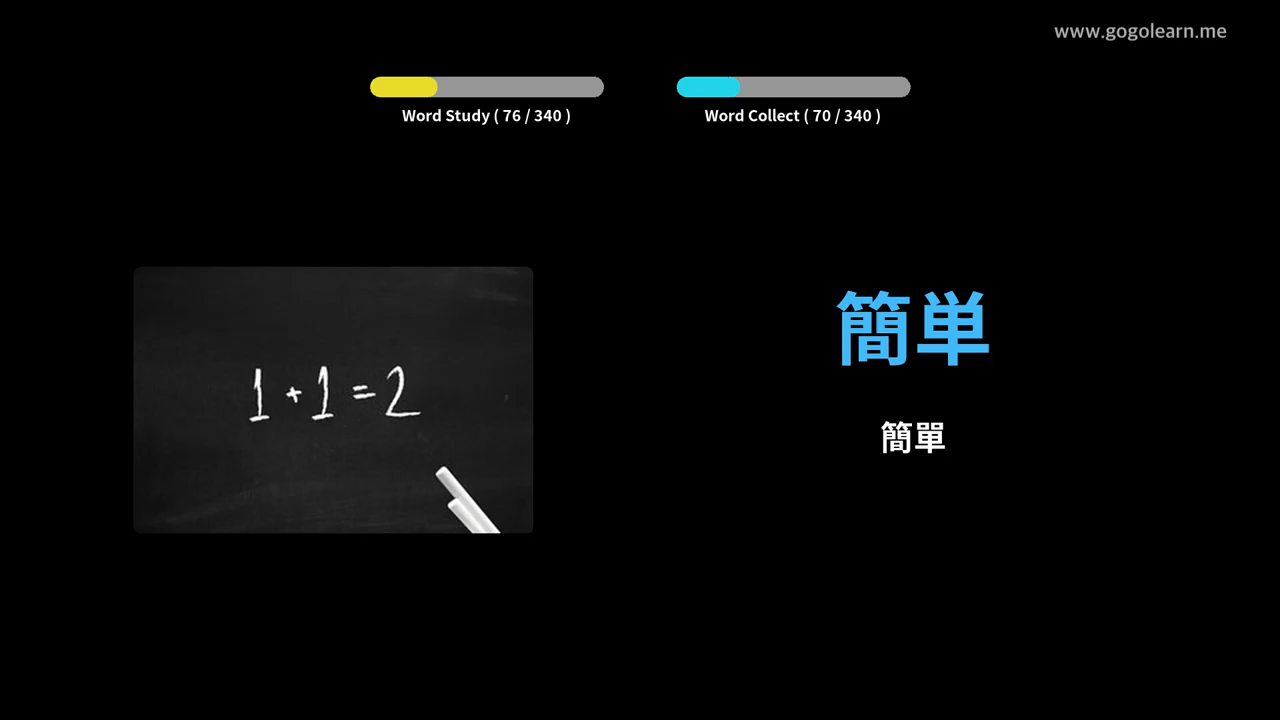 www.gogolearn.me
Word Study ( 76 / 340 )
Word Collect ( 70 / 340 )
1 + 1 = 2
簡単
簡單